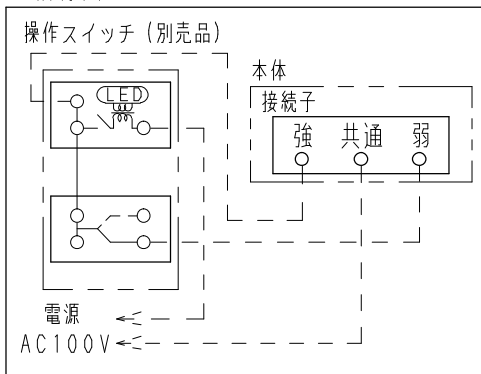 操作スイッチ（別売品）
LED
本体
接続子
強 共通 弱
電源
AC100V